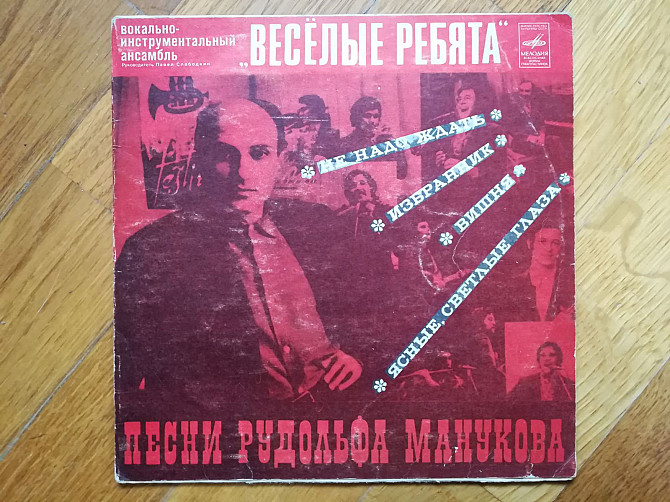 вокально-
инструментальный
ансамбль
Руководитель Павел Слободкин
„ВЕСЁЛЫЕ РЕБЯТА“
МЕЛОДИЯ
НЕ НАДО ЖДАТЬ
ИЗБРАННИК
ВИШНЯ
ЯСНЫЕ, СВЕТЛЫЕ ГЛАЗА
ПЕСНИ РУДОЛЬФА МАНУКОВА